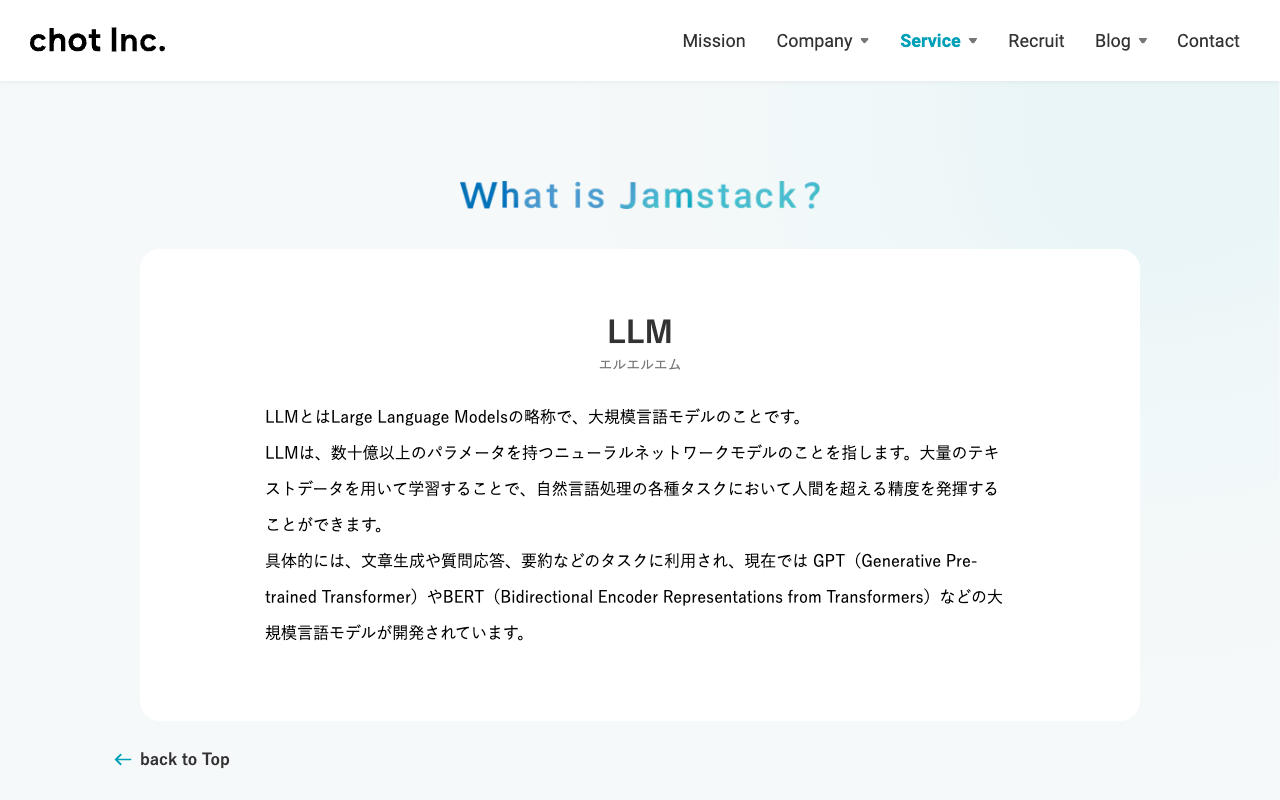 chot Inc.
Mission
Company
Service
Recruit
Blog
Contact
What is Jamstack?
LLM
エルエルエム
LLMとはLarge Language Modelsの略称で、大規模言語モデルのことです。
LLMは、数十億以上のパラメータを持つニューラルネットワークモデルのことを指します。大量のテキ
ストデータを用いて学習することで、自然言語処理の各種タスクにおいて人間を超える精度を発揮する
ことができます。
具体的には、文章生成や質問応答、要約などのタスクに利用され、現在では GPT（Generative Pre-
trained Transformer）やBERT（Bidirectional Encoder Representations from Transformers）などの大
規模言語モデルが開発されています。
back to Top